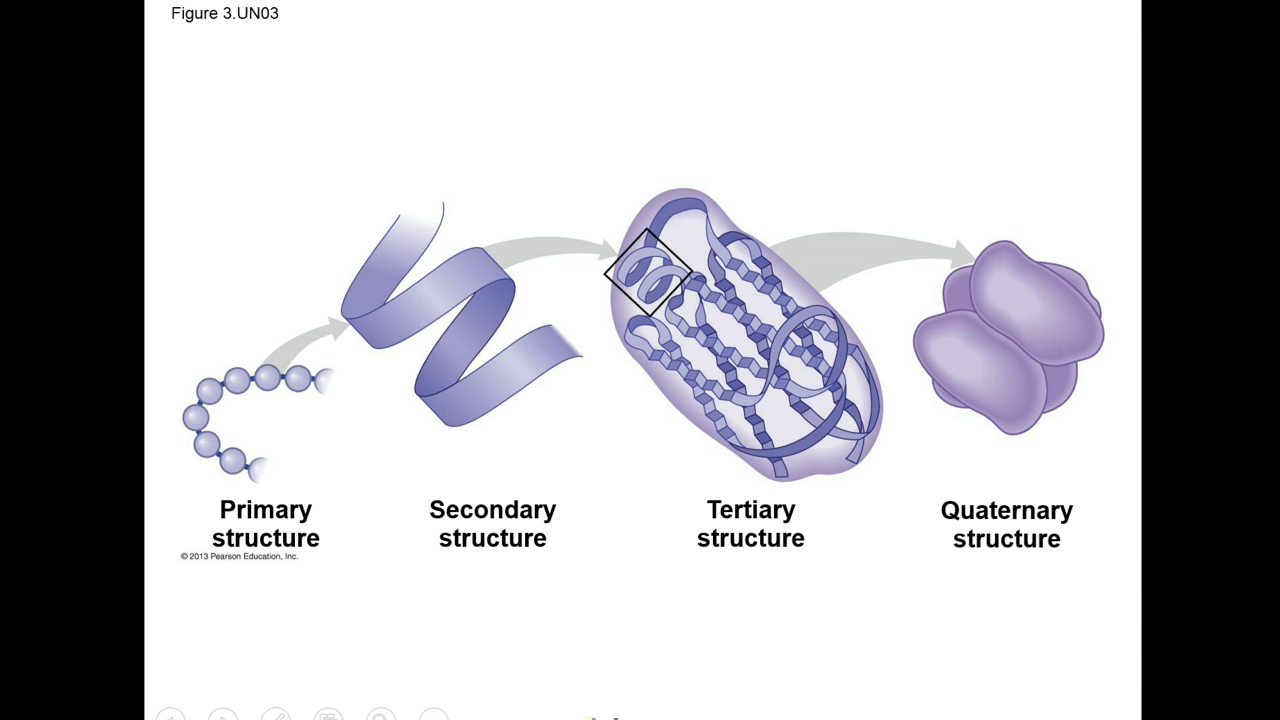 Figure 3.UN03
Primary
structure
Secondary
structure
Tertiary
structure
Quaternary
structure
© 2013 Pearson Education, Inc.